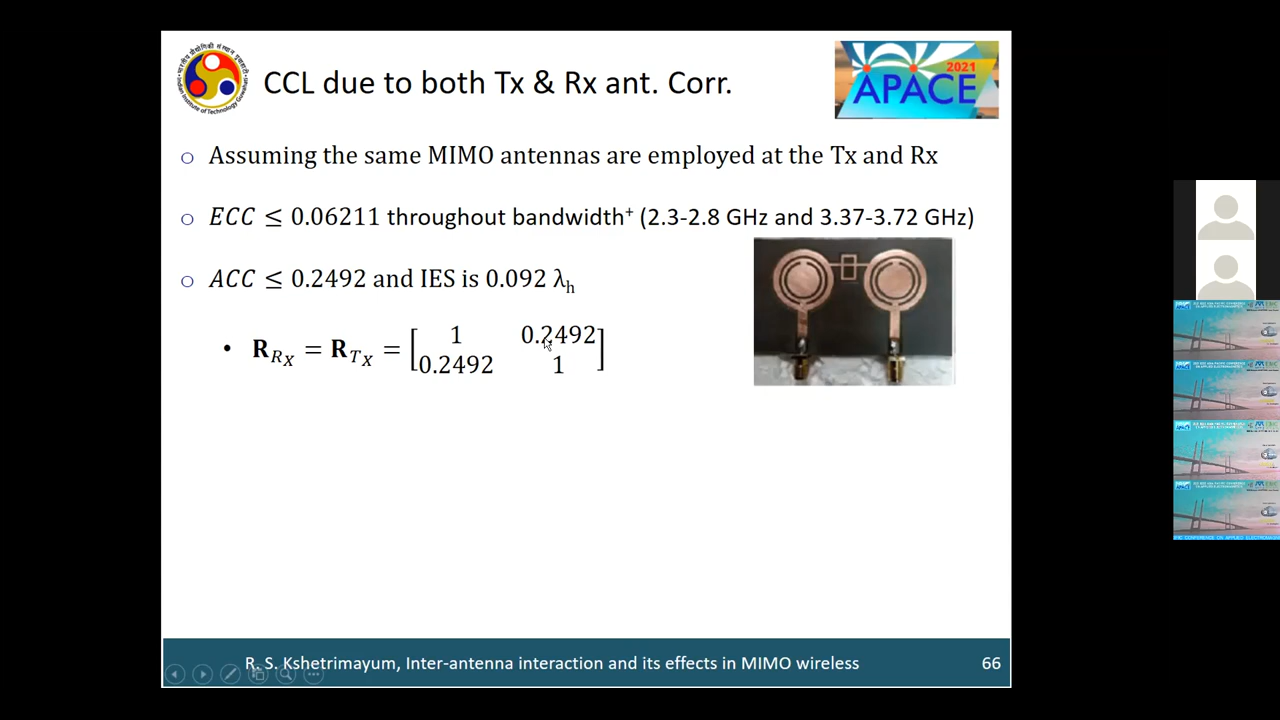 CCL due to both Tx & Rx ant. Corr.
2021
APACE
○ Assuming the same MIMO antennas are employed at the Tx and Rx
○ ECC ≤ 0.06211 throughout bandwidth⁺ (2.3-2.8 GHz and 3.37-3.72 GHz)
○ ACC ≤ 0.2492 and IES is 0.092 λₕ
• R_Rx = R_Tx = [1 0.2492
0.2492 1]
R. S. Kshetrimayum, Inter-antenna interaction and its effects in MIMO wireless 66